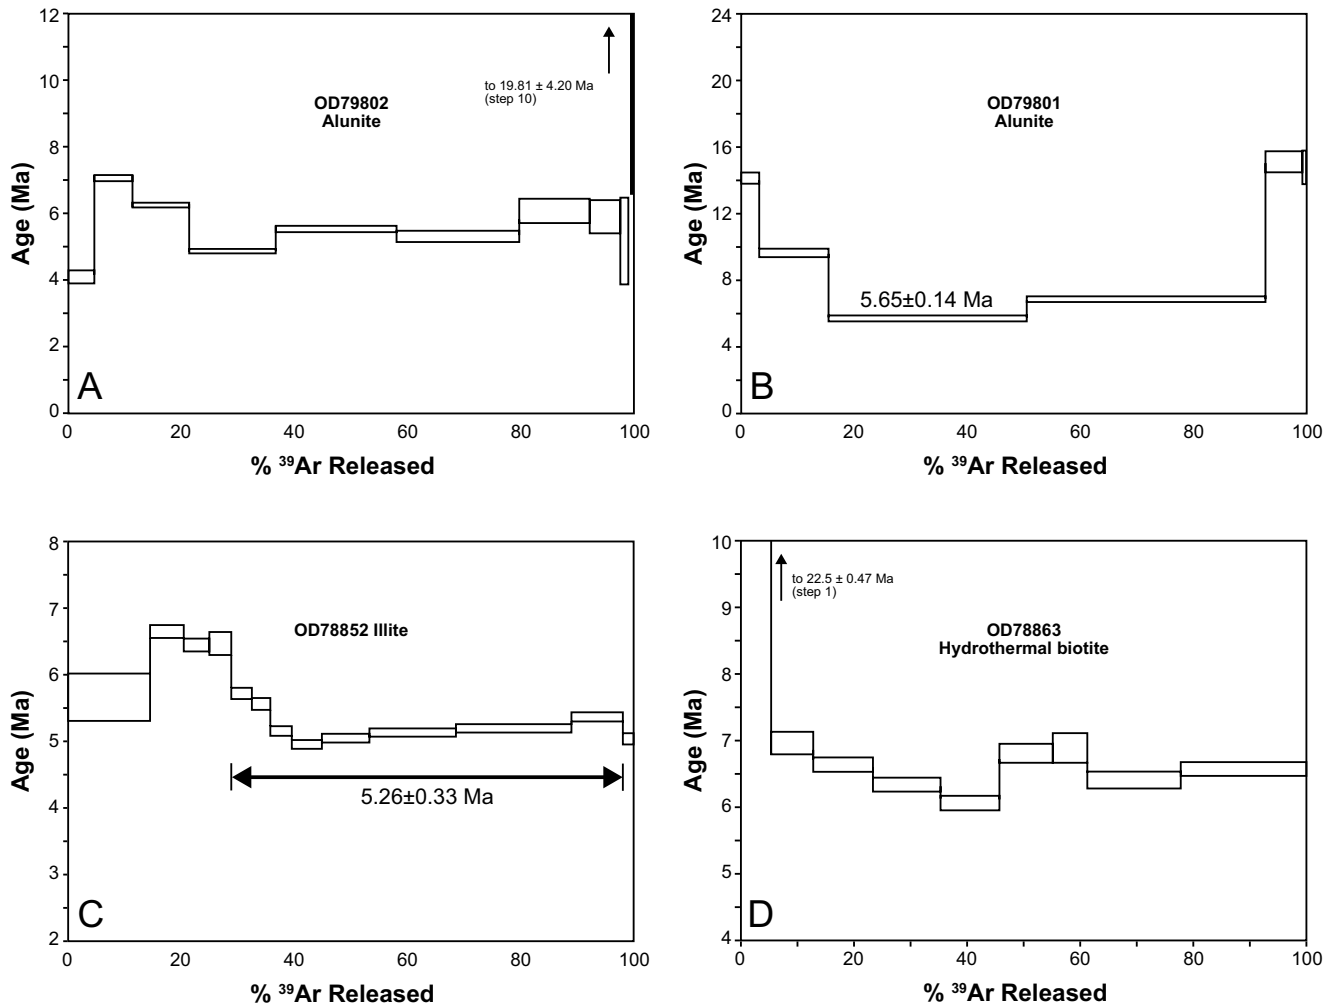 12
10
8
6
4
2
0
Age (Ma)
to 19.81 ± 4.20 Ma
(step 10)
OD79802
Alunite
A
0 20 40 60 80 100
% ³⁹Ar Released
24
20
16
12
8
4
0
Age (Ma)
OD79801
Alunite
5.65±0.14 Ma
B
0 20 40 60 80 100
% ³⁹Ar Released
8
7
6
5
4
3
2
Age (Ma)
OD78852 Illite
5.26±0.33 Ma
C
0 20 40 60 80 100
% ³⁹Ar Released
10
9
8
7
6
5
4
Age (Ma)
to 22.5 ± 0.47 Ma
(step 1)
OD78863
Hydrothermal biotite
D
0 20 40 60 80 100
% ³⁹Ar Released